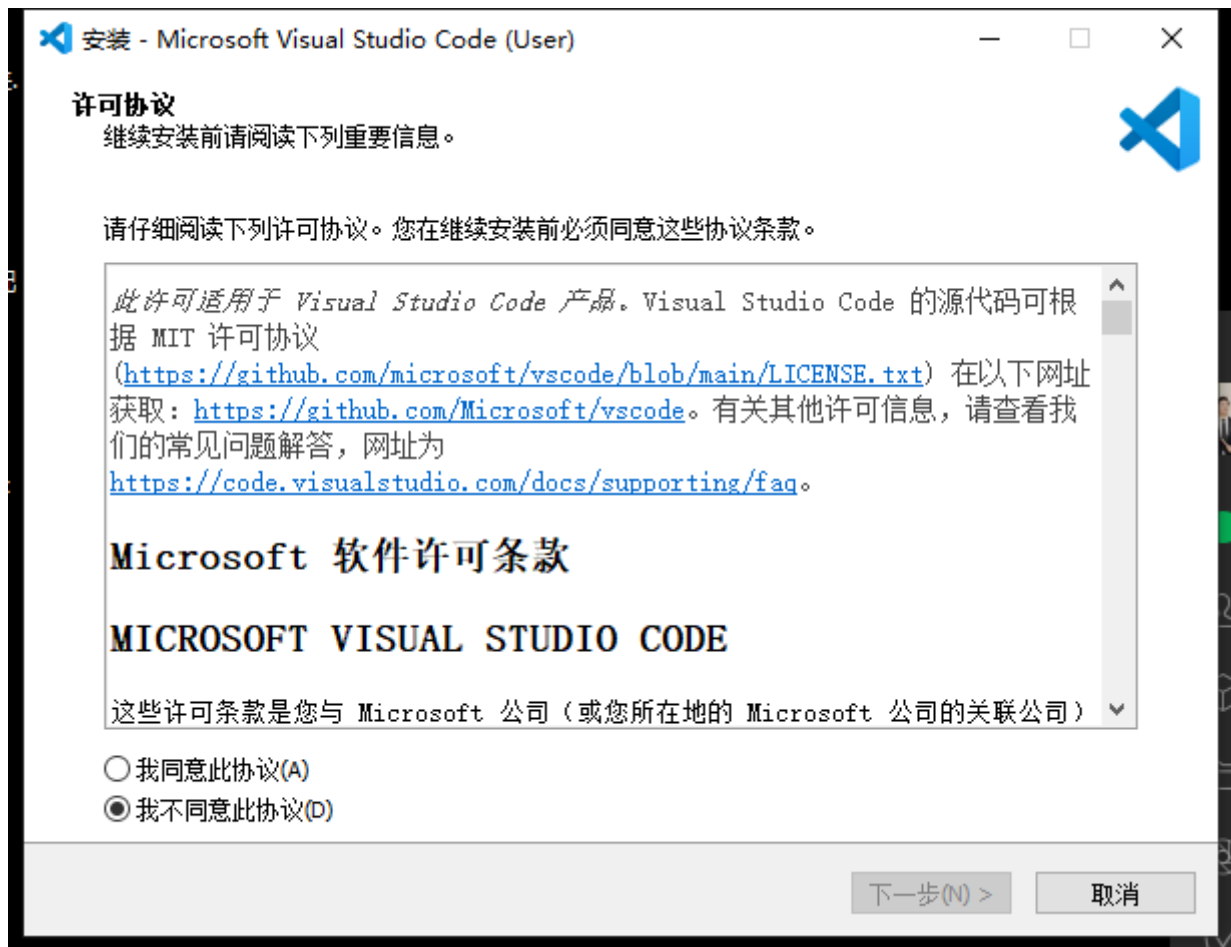 安装 - Microsoft Visual Studio Code (User)
许可协议
继续安装前请阅读下列重要信息。
请仔细阅读下列许可协议。您在继续安装前必须同意这些协议条款。
此许可适用于 Visual Studio Code 产品。Visual Studio Code 的源代码可根
据 MIT 许可协议
(https://github.com/microsoft/vscode/blob/main/LICENSE.txt) 在以下网址
获取: https://github.com/Microsoft/vscode。有关其他许可信息，请查看我
们的常见问题解答，网址为
https://code.visualstudio.com/docs/supporting/faq。
Microsoft 软件许可条款
MICROSOFT VISUAL STUDIO CODE
这些许可条款是您与 Microsoft 公司（或您所在地的 Microsoft 公司的关联公司）
我同意此协议(A)
我不同意此协议(D)
下一步(N) >
取消